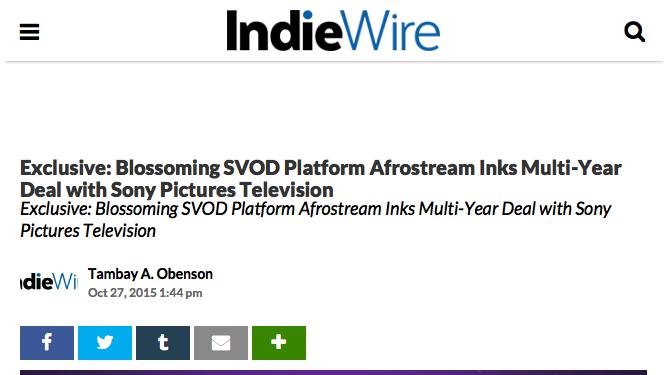 IndieWire
Exclusive: Blossoming SVOD Platform Afrostream Inks Multi-Year
Deal with Sony Pictures Television
Exclusive: Blossoming SVOD Platform Afrostream Inks Multi-Year Deal with Sony
Pictures Television
ndieWi
Tambay A. Obenson
Oct 27, 2015 1:44 pm
f t